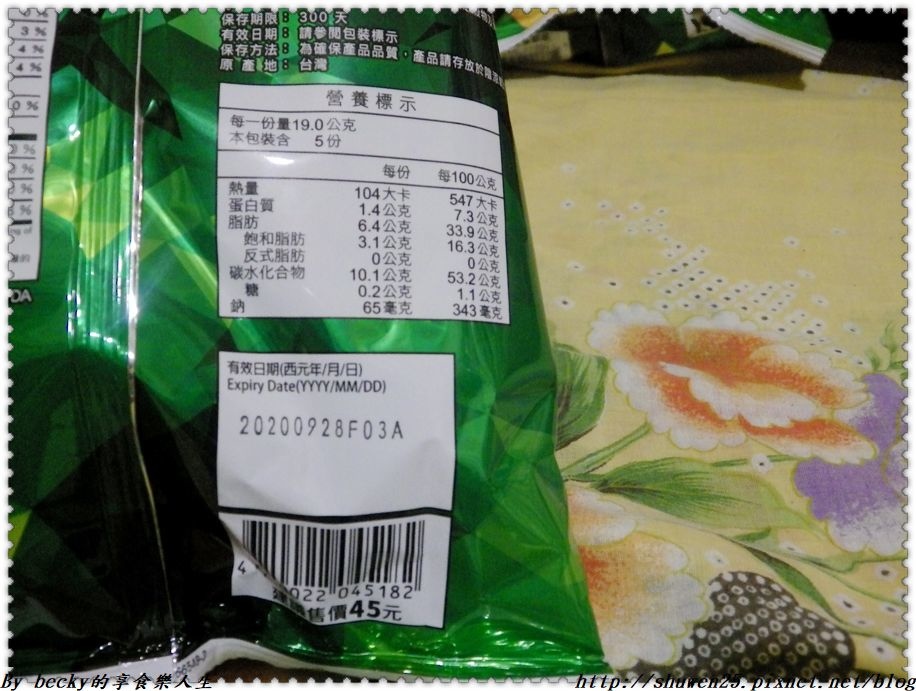 3 %
4 %
4 %
0 %
%
%
%
%
保存期限：300 天
有效日期：請參閱包裝標示
保存方法：為確保產品品質，產品請存放於陰涼
原 產 地：台灣
營養標示
每一份量19.0公克
本包裝含 5份
每份 每100公克
熱量 104大卡 547大卡
蛋白質 1.4公克 7.3公克
脂肪 6.4公克 33.9公克
飽和脂肪 3.1公克 16.3公克
反式脂肪 0公克 0公克
碳水化合物 10.1公克 53.2公克
糖 0.2公克 1.1公克
鈉 65毫克 343毫克
有效日期(西元年/月/日)
Expiry Date(YYYY/MM/DD)
20200928F03A
4 022 045182
售價45元
By becky的享食樂人生
http://shuwen25.pixnet.net/blog